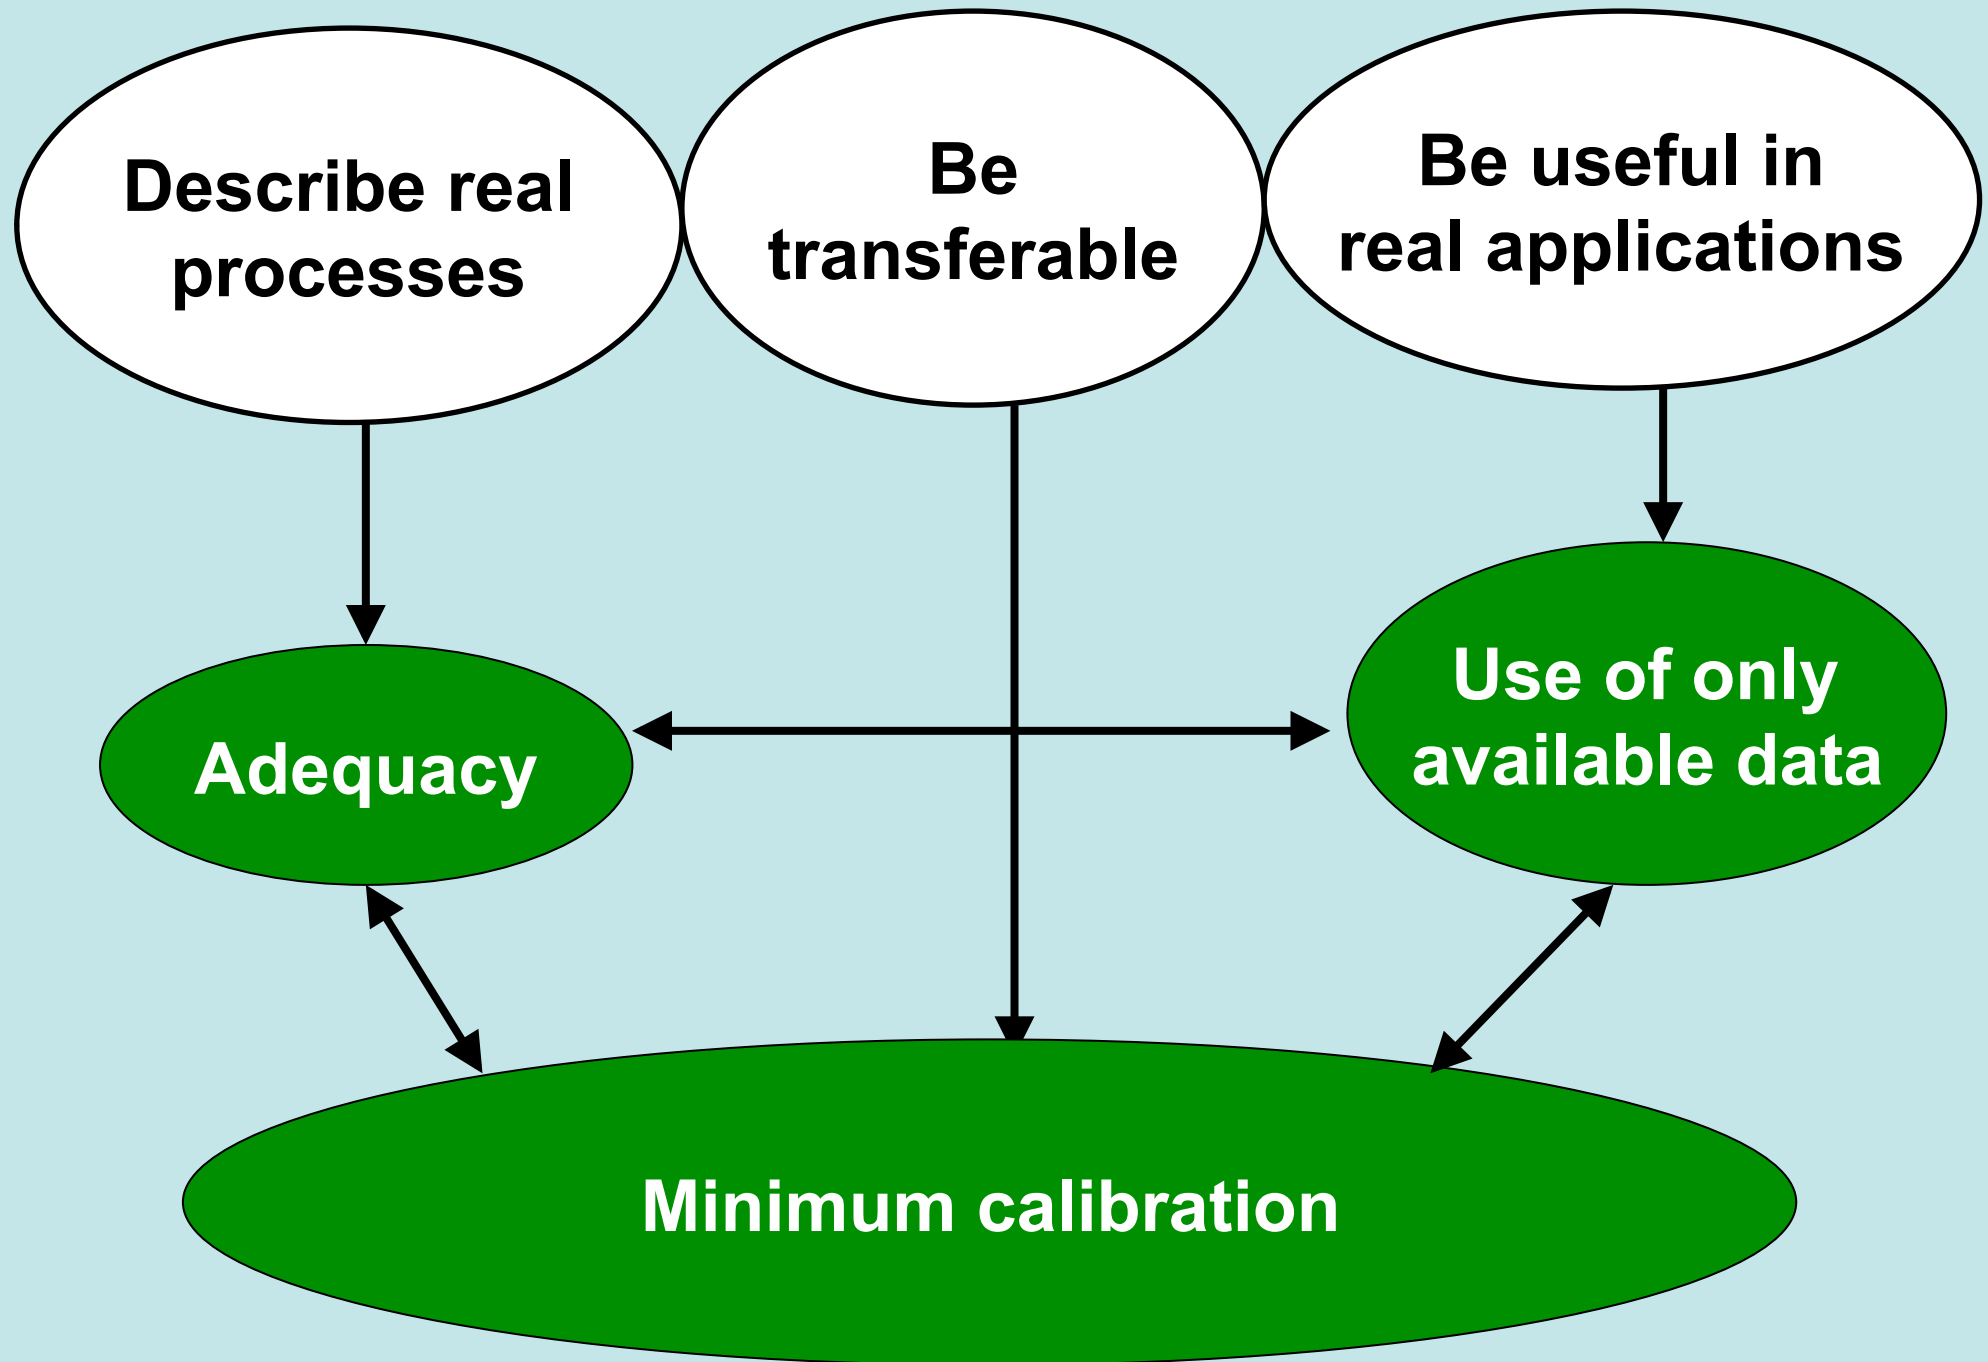 Describe real
processes
Be
transferable
Be useful in
real applications
Adequacy
Use of only
available data
Minimum calibration